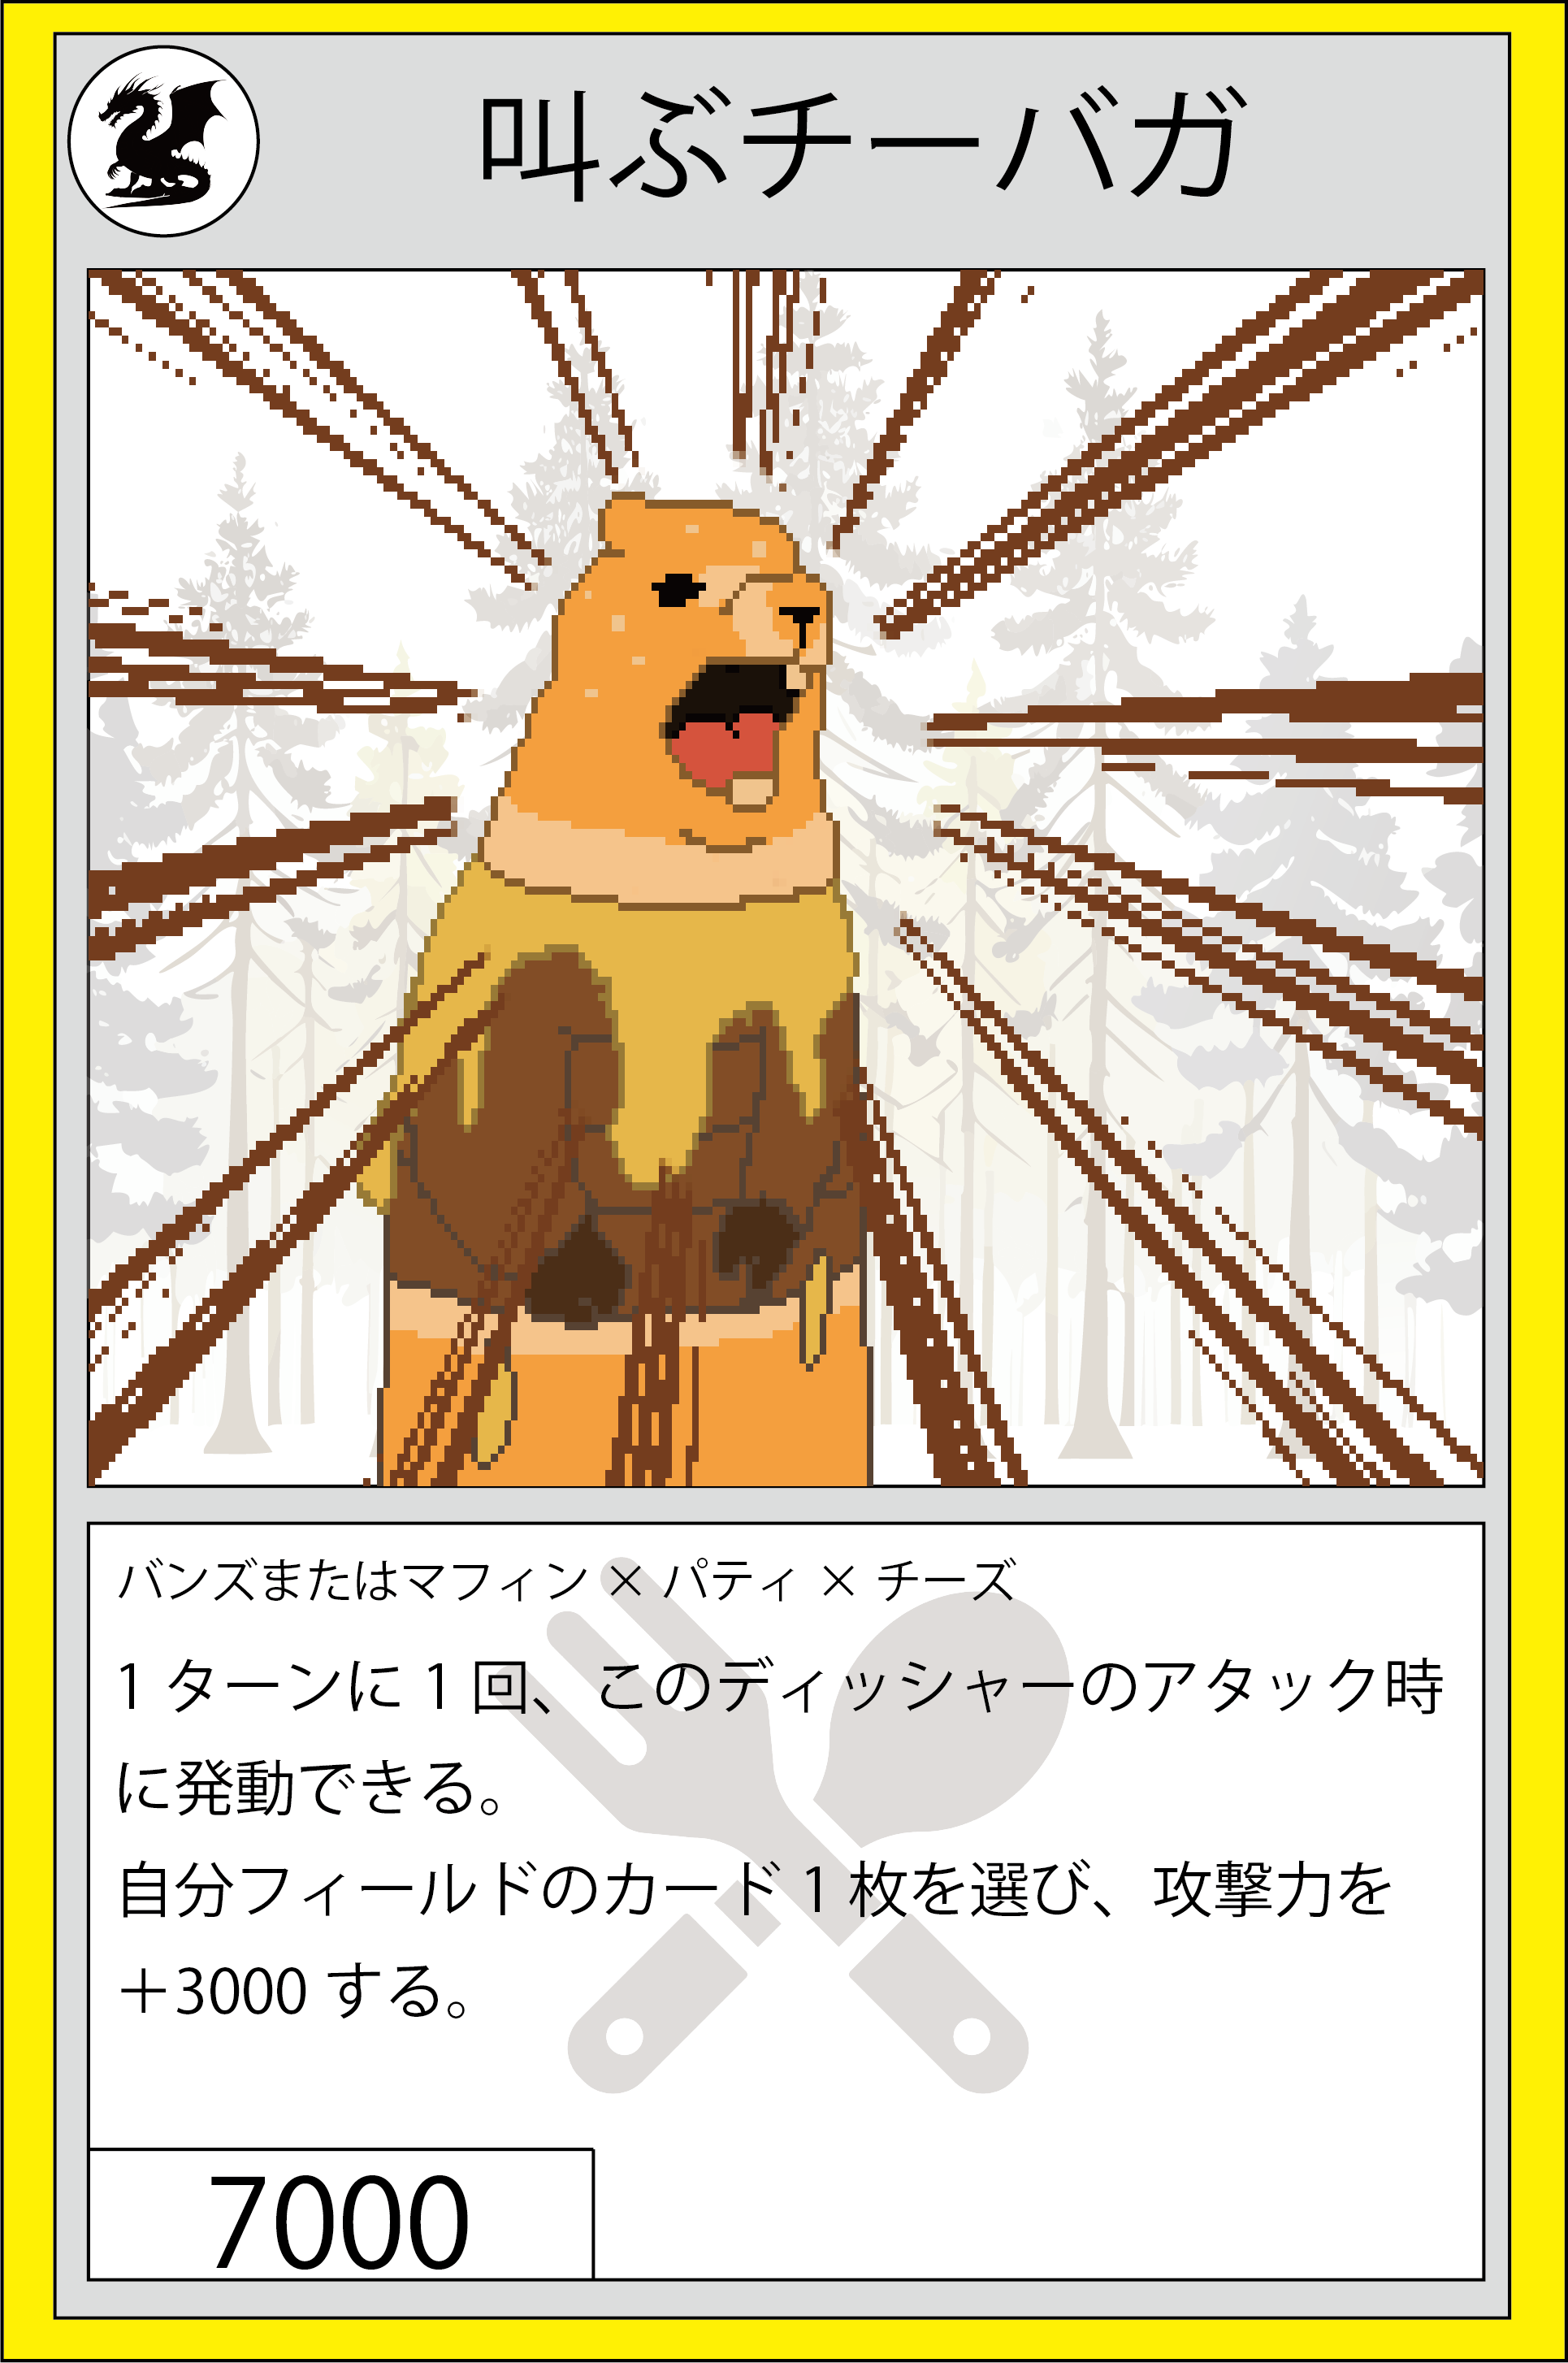 叫ぶチーバガ
バンズまたはマフィン × パティ × チーズ
1 ターンに 1 回、このディッシャーのアタック時
に発動できる。
自分フィールドのカード 1 枚を選び、攻撃力を
＋3000 する。
7000